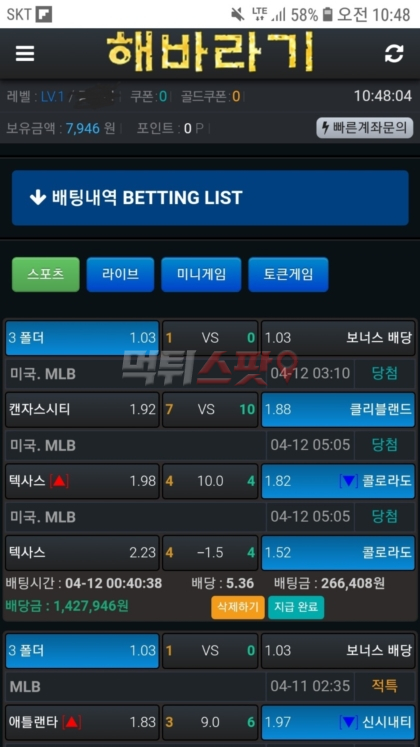 SKT LTE 58% 오전 10:48
해바라기
레벨 : LV.1 / 쿠폰 : 0 골드쿠폰 : 0 10:48:04
보유금액 : 7,946 원 포인트 : 0 P 빠른계좌문의
배팅내역 BETTING LIST
스포츠 라이브 미니게임 토큰게임
3 폴더 1.03 1 VS 0 1.03 보너스 배당
먹튀스팟
미국. MLB 04-12 03:10 당첨
캔자스시티 1.92 7 VS 10 1.88 클리블랜드
미국. MLB 04-12 05:05 당첨
텍사스 [▲] 1.98 4 10.0 4 1.82 [▼] 콜로라도
미국. MLB 04-12 05:05 당첨
텍사스 2.23 4 -1.5 4 1.52 콜로라도
배팅시간 : 04-12 00:40:38 배당 : 5.36 배팅금 : 266,408원
배당금 : 1,427,946원 삭제하기 지급 완료
3 폴더 1.03 1 VS 0 1.03 보너스 배당
MLB 04-11 02:35 적특
애틀랜타 [▲] 1.83 3 9.0 6 1.97 [▼] 신시내티